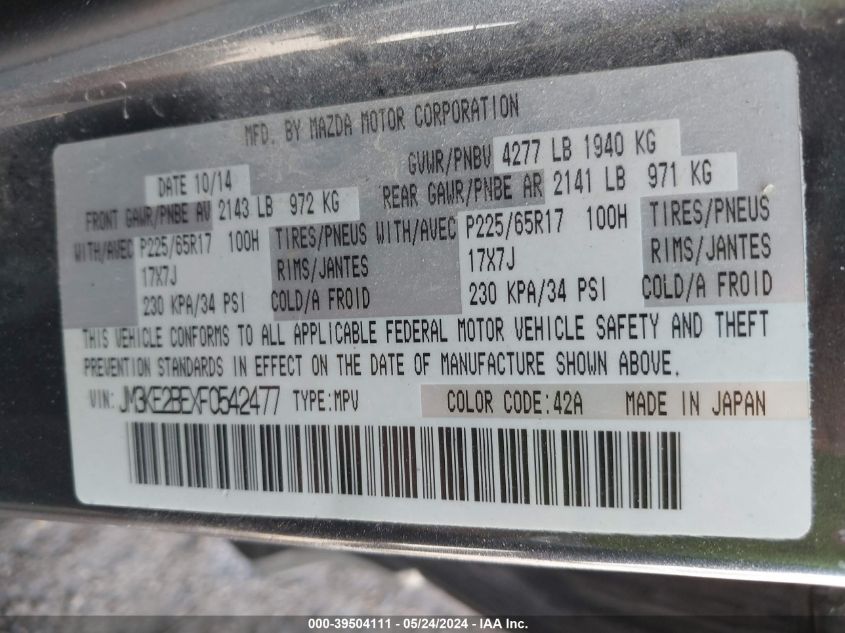 MFD. BY MAZDA MOTOR CORPORATION
DATE 10/14 GVWR/PNBV 4277 LB 1940 KG
FRONT GAWR/PNBE AV 2143 LB 972 KG REAR GAWR/PNBE AR 2141 LB 971 KG
WITH/AVEC P225/65R17 100H TIRES/PNEUS WITH/AVEC P225/65R17 100H TIRES/PNEUS
17X7J RIMS/JANTES 17X7J RIMS/JANTES
230 KPA/34 PSI COLD/A FROID 230 KPA/34 PSI COLD/A FROID
THIS VEHICLE CONFORMS TO ALL APPLICABLE FEDERAL MOTOR VEHICLE SAFETY AND THEFT
PREVENTION STANDARDS IN EFFECT ON THE DATE OF MANUFACTURE SHOWN ABOVE.
VIN: JM3KE2BEXF0542477 TYPE:MPV COLOR CODE:42A MADE IN JAPAN
000-39504111 - 05/24/2024 - IAA Inc.